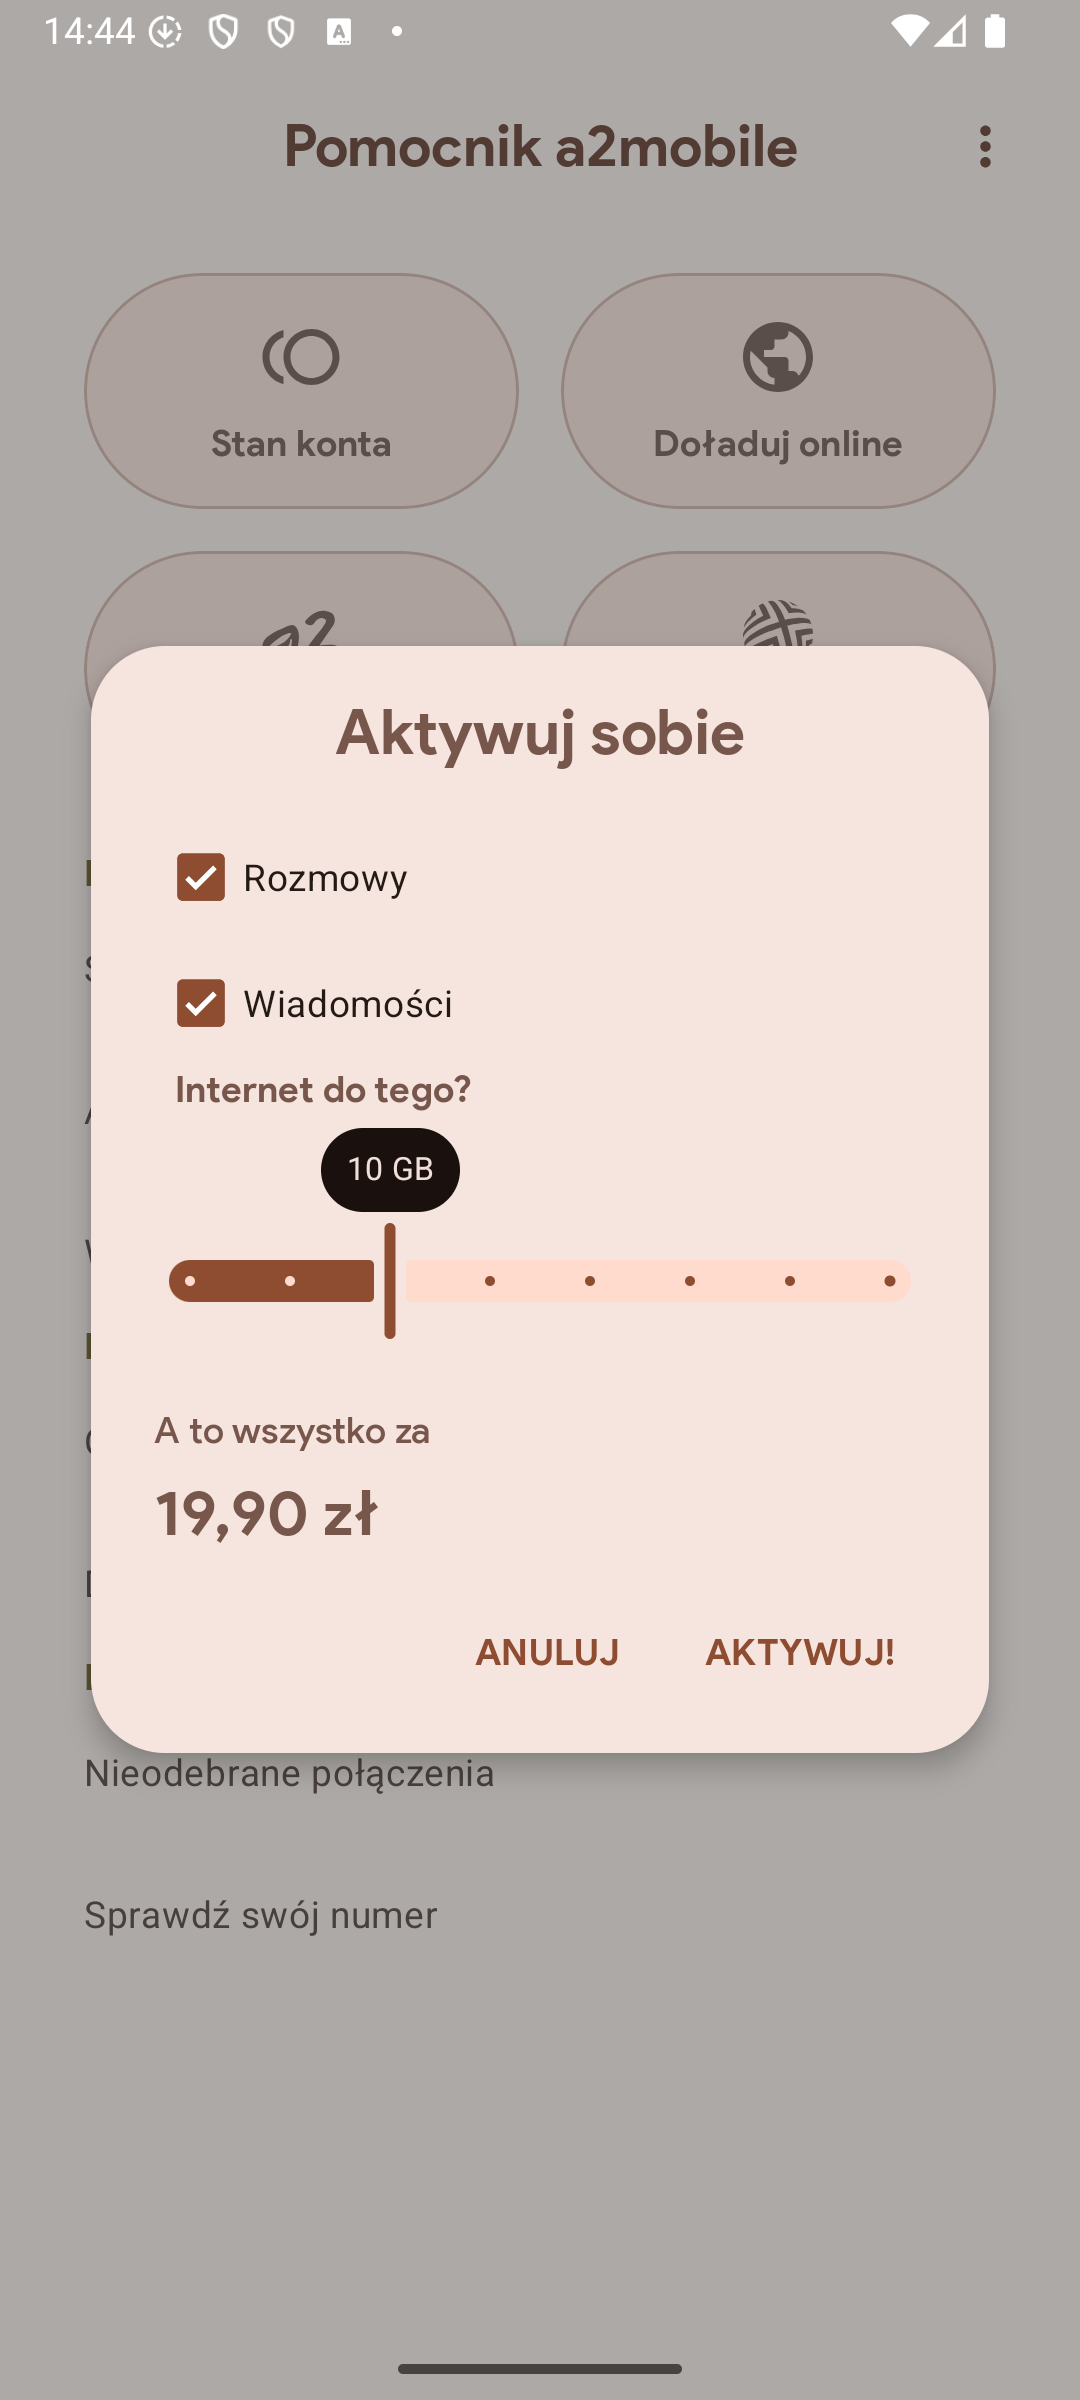 14:44
Pomocnik a2mobile
Stan konta
Doładuj online
a2
Aktywuj sobie
Rozmowy
Wiadomości
Internet do tego?
10 GB
A to wszystko za
19,90 zł
ANULUJ
AKTYWUJ!
Nieodebrane połączenia
Sprawdź swój numer